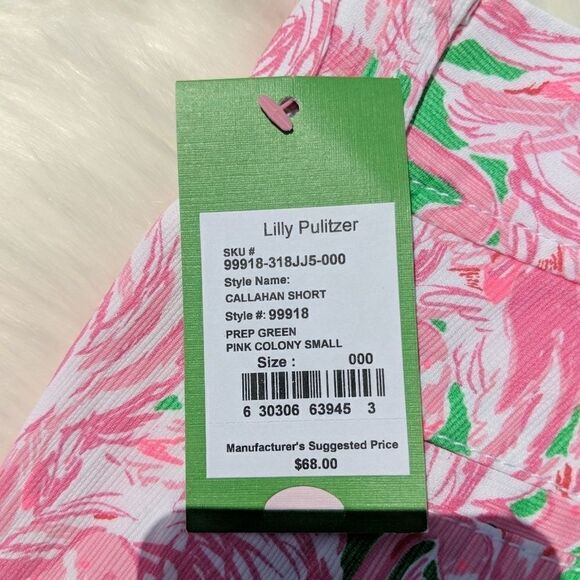 Lilly Pulitzer
SKU #
99918-318JJ5-000
Style Name:
CALLAHAN SHORT
Style #: 99918
PREP GREEN
PINK COLONY SMALL
Size : 000
6 30306 63945 3
Manufacturer's Suggested Price
$68.00